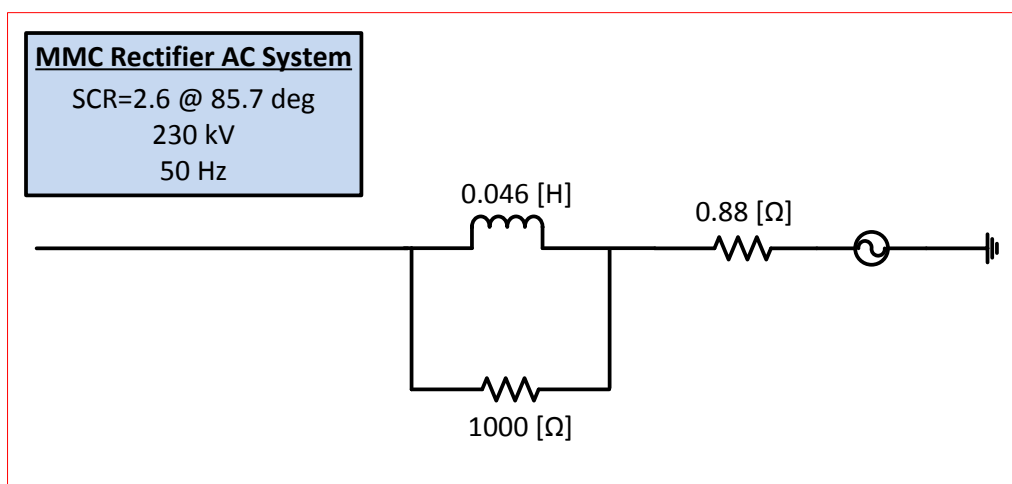 MMC Rectifier AC System
SCR=2.6 @ 85.7 deg
230 kV
50 Hz
0.046 [H]
0.88 [Ω]
1000 [Ω]